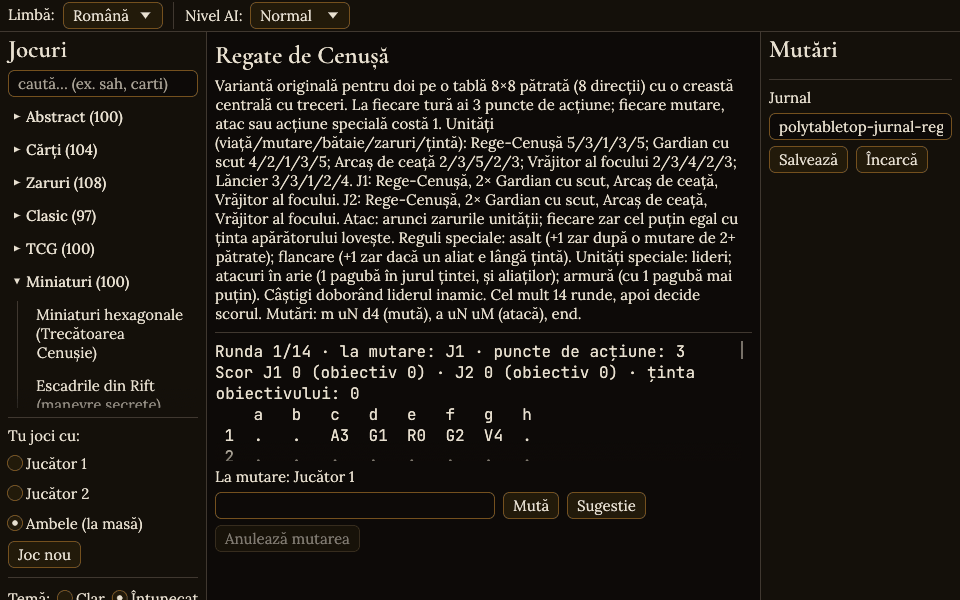 Limbă: Română ▼ Nivel AI: Normal ▼
Jocuri
caută... (ex. sah, carti)
▸ Abstract (100)
▸ Cărți (104)
▸ Zaruri (108)
▸ Clasic (97)
▸ TCG (100)
▾ Miniaturi (100)
Miniaturi hexagonale
(Trecătoarea
Cenușie)
Escadrile din Rift
(manevre secrete)
Tu joci cu:
Jucător 1
Jucător 2
Ambele (la masă)
Joc nou
Temă: Clar Întunecat
Regate de Cenușă
Variantă originală pentru doi pe o tablă 8×8 pătrată (8 direcții) cu o creastă
centrală cu treceri. La fiecare tură ai 3 puncte de acțiune; fiecare mutare,
atac sau acțiune specială costă 1. Unități
(viață/mutare/bătaie/zaruri/țintă): Rege-Cenușă 5/3/1/3/5; Gardian cu
scut 4/2/1/3/5; Arcaș de ceață 2/3/5/2/3; Vrăjitor al focului 2/3/4/2/3;
Lăncier 3/3/1/2/4. J1: Rege-Cenușă, 2× Gardian cu scut, Arcaș de ceață,
Vrăjitor al focului. J2: Rege-Cenușă, 2× Gardian cu scut, Arcaș de ceață,
Vrăjitor al focului. Atac: arunci zarurile unității; fiecare zar cel puțin egal cu
ținta apărătorului lovește. Reguli speciale: asalt (+1 zar după o mutare de 2+
pătrate); flancare (+1 zar dacă un aliat e lângă țintă). Unități speciale: lideri;
atacuri în arie (1 pagubă în jurul țintei, și aliaților); armură (cu 1 pagubă mai
puțin). Câștigi doborând liderul inamic. Cel mult 14 runde, apoi decide
scorul. Mutări: m uN d4 (mută), a uN uM (atacă), end.
Runda 1/14 · la mutare: J1 · puncte de acțiune: 3
Scor J1 0 (obiectiv 0) · J2 0 (obiectiv 0) · ținta
obiectivului: 0
a b c d e f g h
1 . . A3 G1 R0 G2 V4 .
2 . . . . . . . .
La mutare: Jucător 1
Mută Sugestie
Anulează mutarea
Mutări
Jurnal
polytabletop-jurnal-reg
Salvează Încarcă